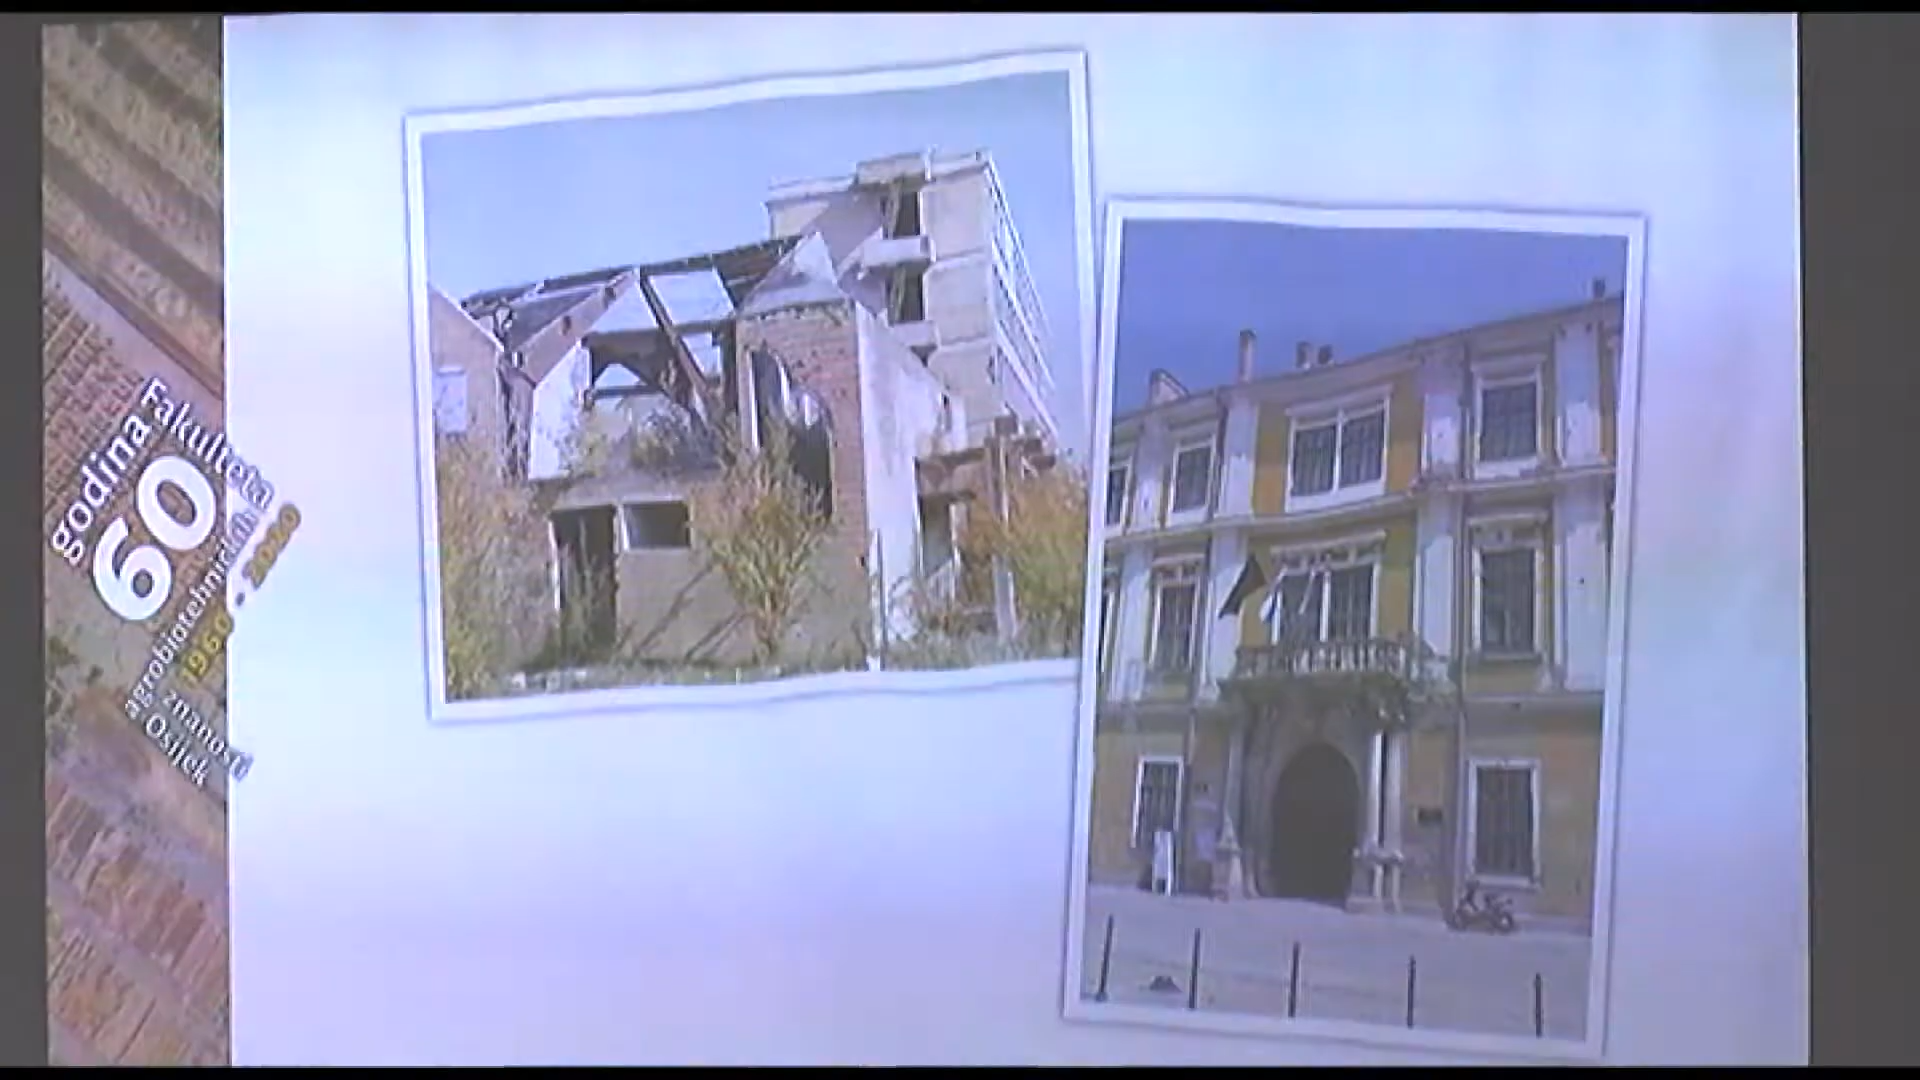 godina
60
Fakulteta
agrobiotehničkih
1960. - 2020.
znanosti
Osijek